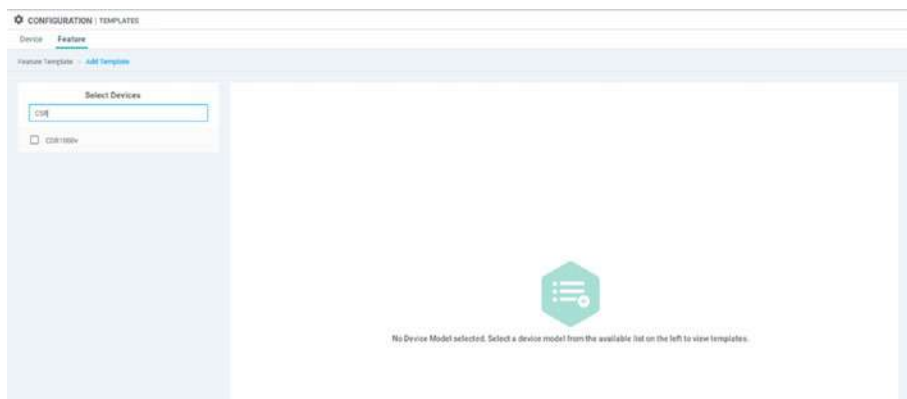 CONFIGURATION | TEMPLATES
Device Feature
Feature Template > Add Template
Select Devices
CSR
CSR1000v
No Device Model selected. Select a device model from the available list on the left to view templates.